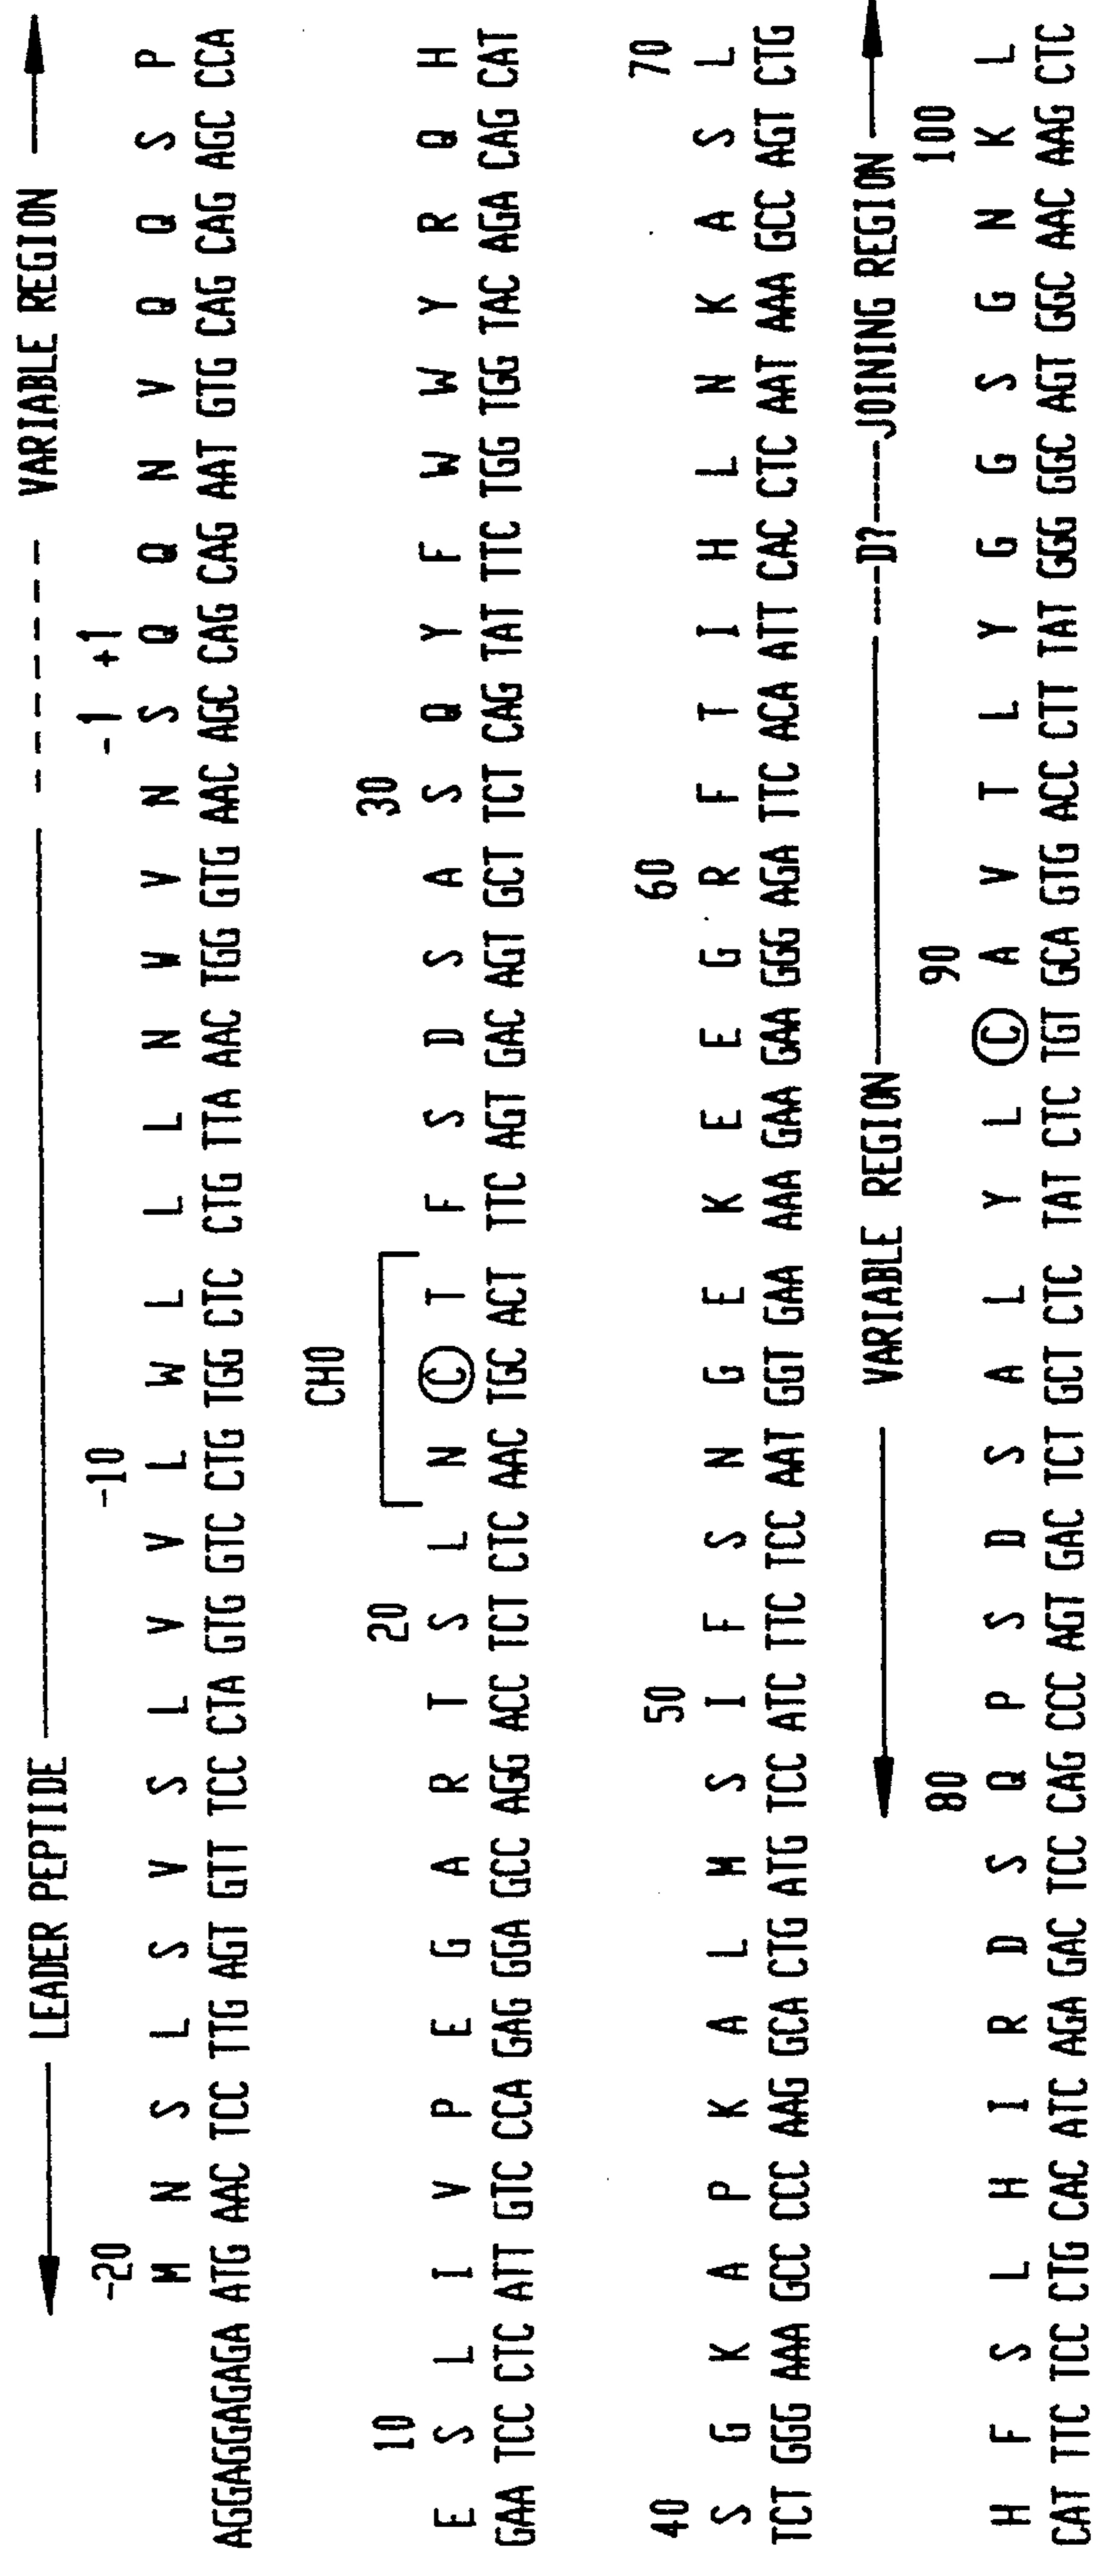 LEADER PEPTIDE VARIABLE REGION
-20 -10 -1 +1
M N S L S V S L V V L W L L L N W V N S Q Q N V Q Q S P
AGGAGGAGAGA ATG AAC TCC TTG AGT GTT TCC CTA GTG GTC CTG TGG CTC CTG TTA AAC TGG GTG AAC AGC CAG CAG AAT GTG CAG CAG AGC CCA
CHO
10 20 30
E S L I V P E G A R T S L N C T F S D S A S Q Y F W W Y R Q H
GAA TCC CTC ATT GTC CCA GAG GGA GCC AGG ACC TCT CTC AAC TGC ACT TTC AGT GAC AGT GCT TCT CAG TAT TTC TGG TGG TAC AGA CAG CAT
40 50 60 70
S G K A P K A L M S I F S N G E K E E G R F T I H L N K A S L
TCT GGG AAA GCC CCC AAG GCA CTG ATG TCC ATC TTC TCC AAT GGT GAA AAA GAA GAA GGG AGA TTC ACA ATT CAC CTC AAT AAA GCC AGT CTG
VARIABLE REGION D? JOINING REGION
80 90 100
H F S L H I R D S Q P S D S A L Y L C A V T L Y G G S G N K L
CAT TTC TCC CTG CAC ATC AGA GAC TCC CAG CCC AGT GAC TCT GCT CTC TAT CTC TGT GCA GTG ACC CTT TAT GGG GGC AGT GGC AAC AAG CTC